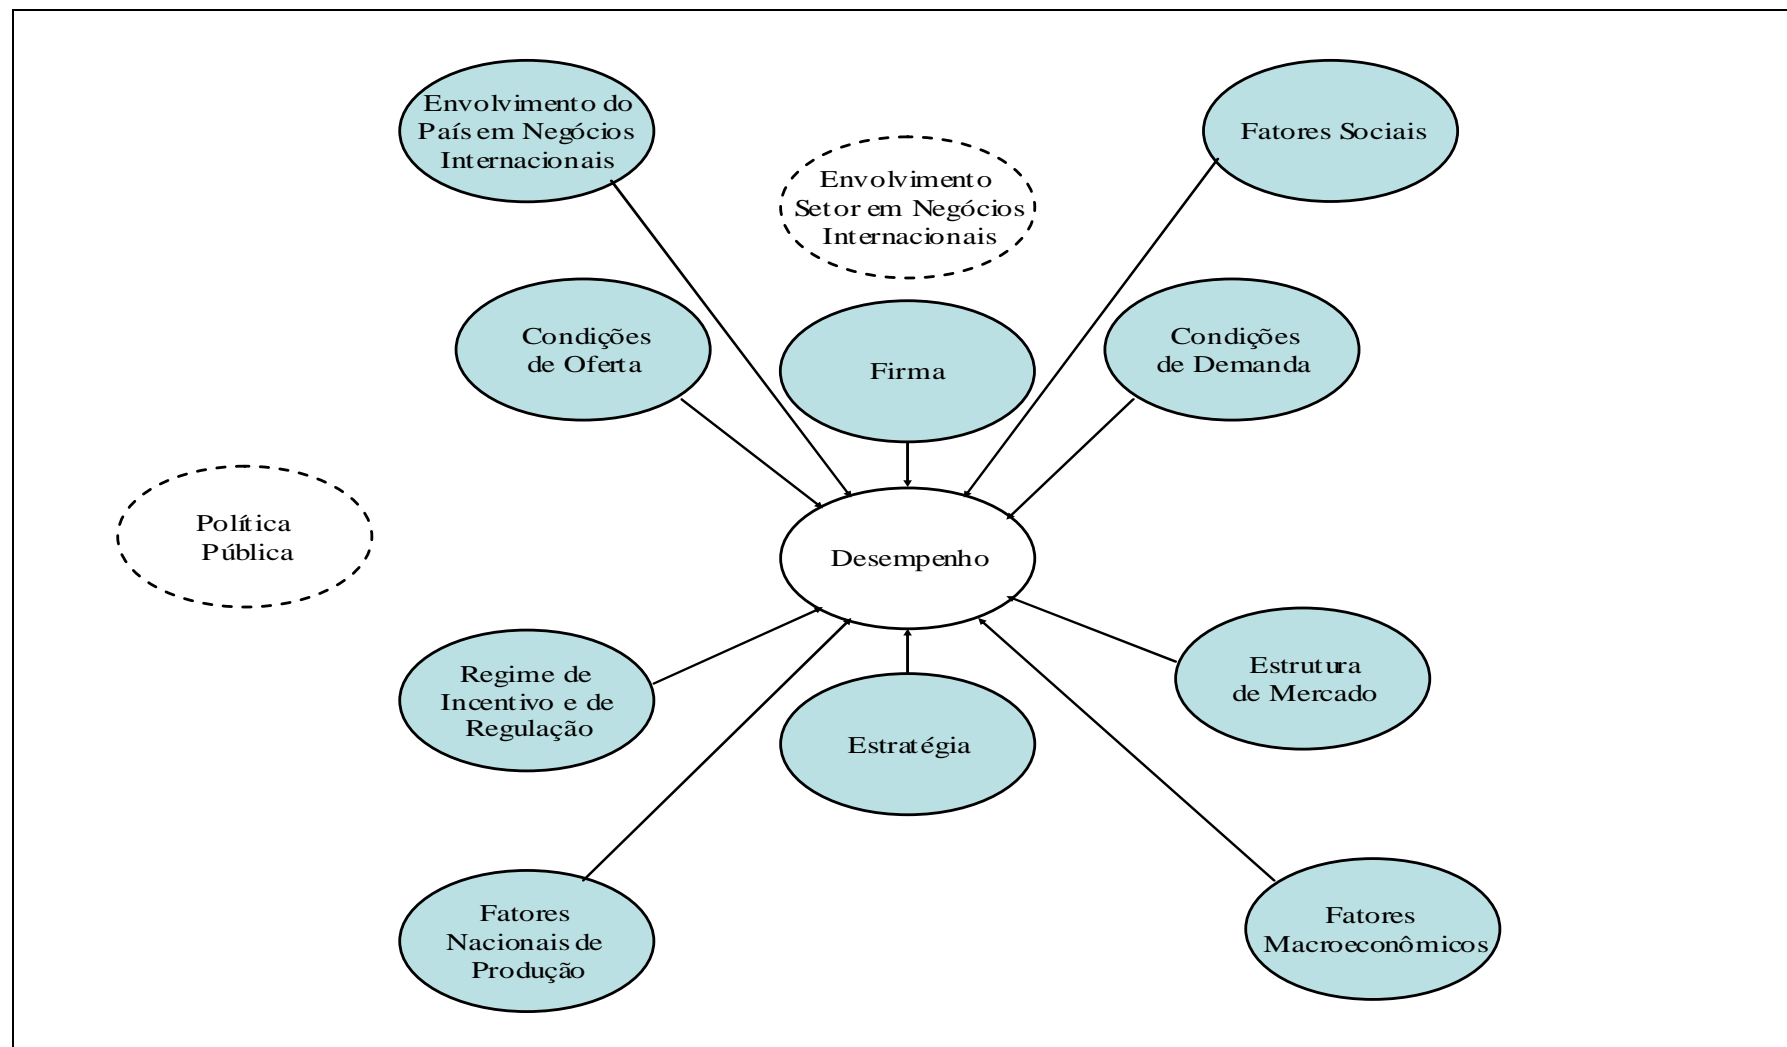 Envolvimento do
País em Negócios
Internacionais
Fatores Sociais
Envolvimento
Setor em Negócios
Internacionais
Condições
de Oferta
Firma
Condições
de Demanda
Política
Pública
Desempenho
Regime de
Incentivo e de
Regulação
Estratégia
Estrutura
de Mercado
Fatores
Nacionais de
Produção
Fatores
Macroeconômicos